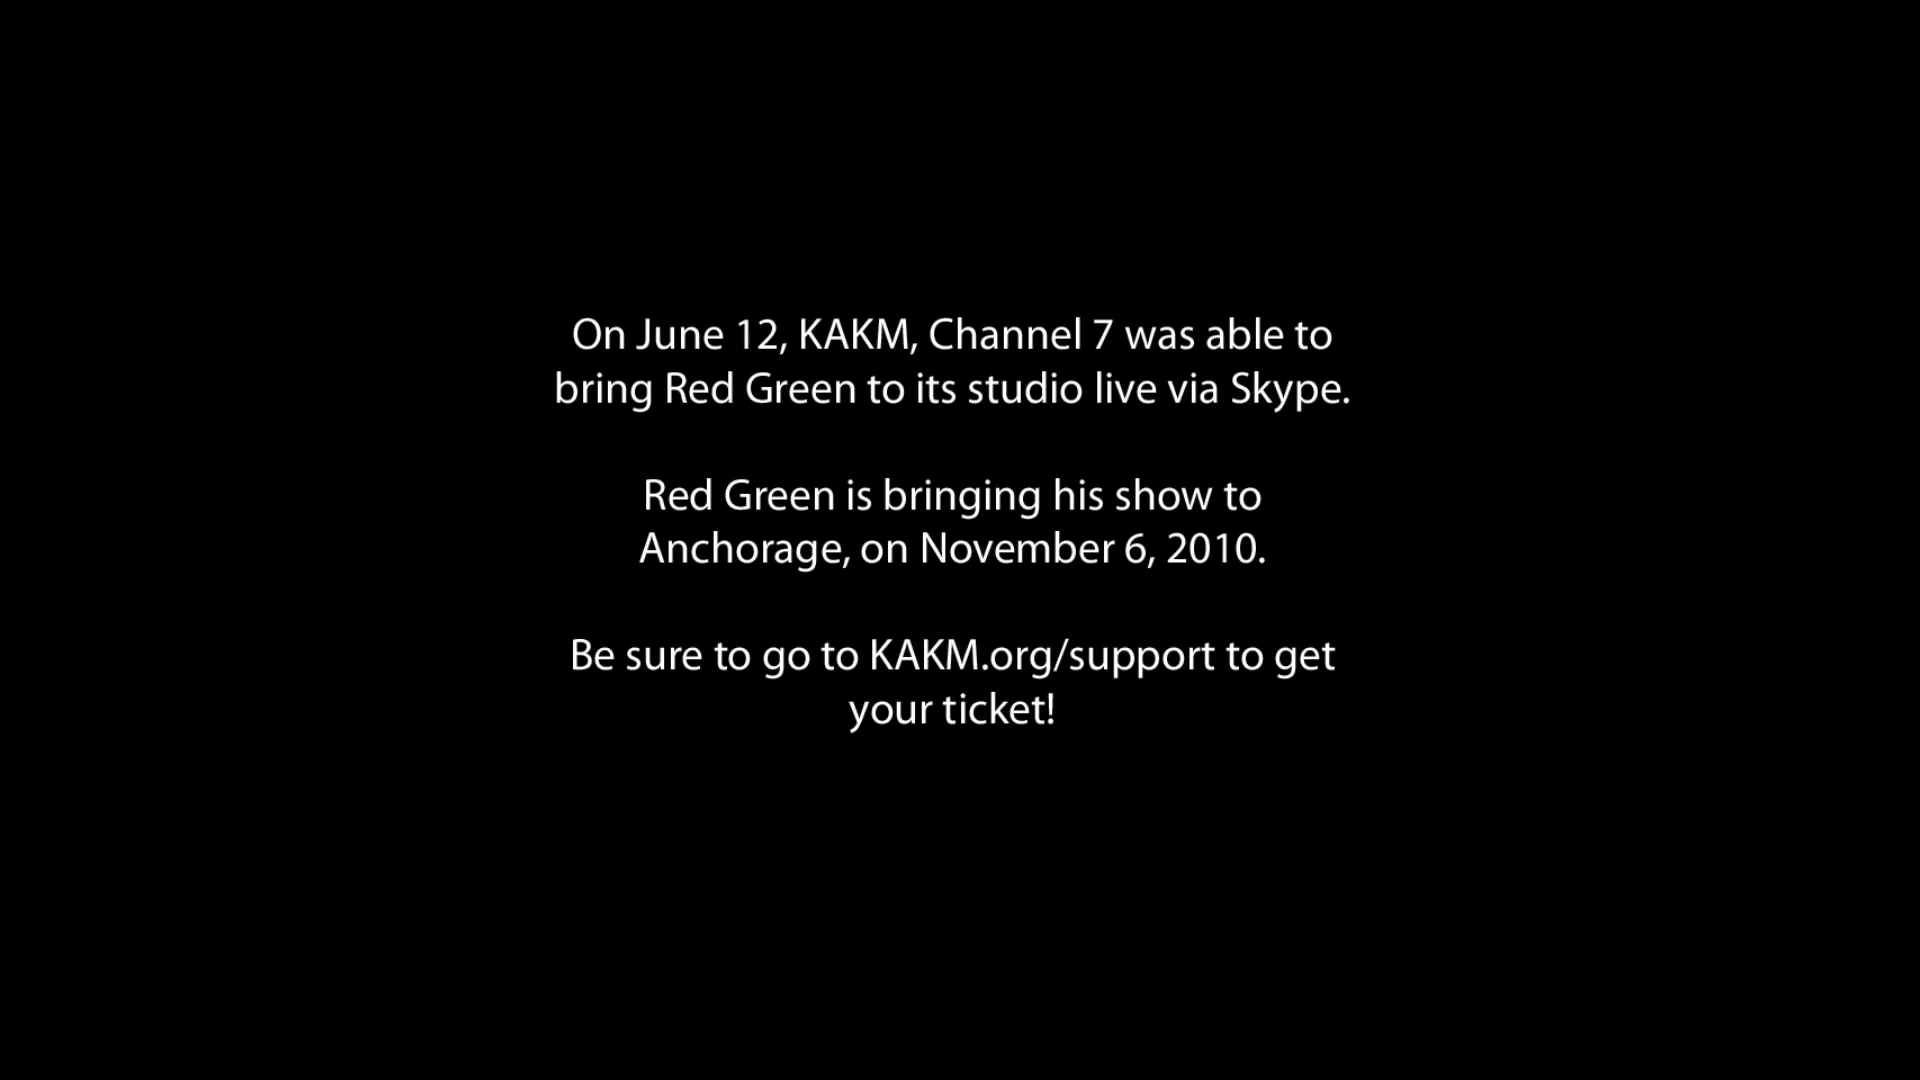 On June 12, KAKM, Channel 7 was able to
bring Red Green to its studio live via Skype.
Red Green is bringing his show to
Anchorage, on November 6, 2010.
Be sure to go to KAKM.org/support to get
your ticket!